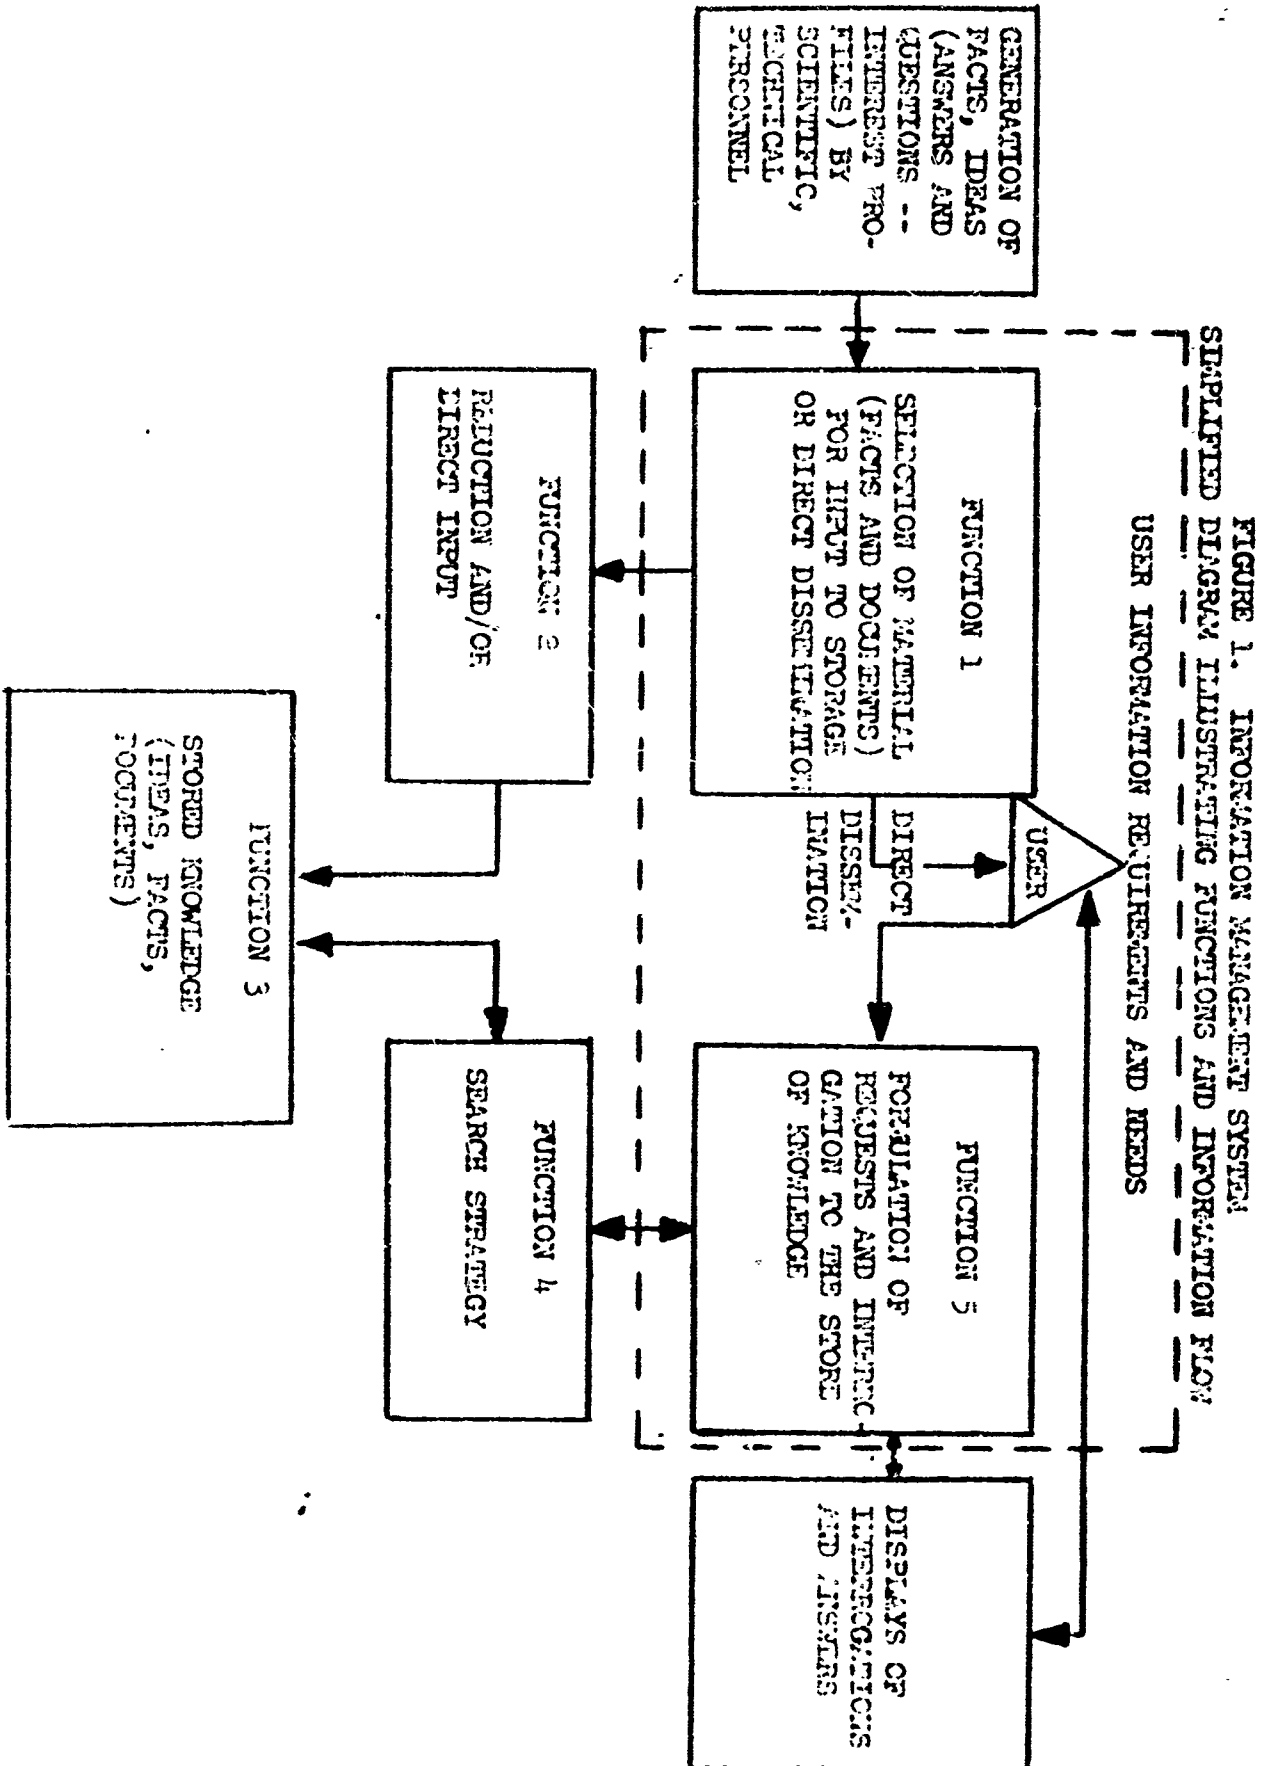 FIGURE 1. INFORMATION MANAGEMENT SYSTEM
SIMPLIFIED DIAGRAM ILLUSTRATING FUNCTIONS AND INFORMATION FLOW
USER INFORMATION REQUIREMENTS AND NEEDS
GENERATION OF
FACTS, IDEAS
(ANSWERS AND
QUESTIONS --
INTEREST PRO-
FILES) BY
SCIENTIFIC,
TECHNICAL
PERSONNEL
FUNCTION 1
SELECTION OF MATERIAL
(FACTS AND DOCUMENTS)
FOR INPUT TO STORAGE
OR DIRECT DISSEMINATION
USER
DIRECT
DISSEM-
INATION
FUNCTION 5
FORMULATION OF
REQUESTS AND INTERRO-
GATION TO THE STORE
OF KNOWLEDGE
DISPLAYS OF
INTERROGATIONS
AND ANSWERS
FUNCTION 2
REDUCTION AND/OR
DIRECT INPUT
FUNCTION 4
SEARCH STRATEGY
FUNCTION 3
STORED KNOWLEDGE
(IDEAS, FACTS,
DOCUMENTS)